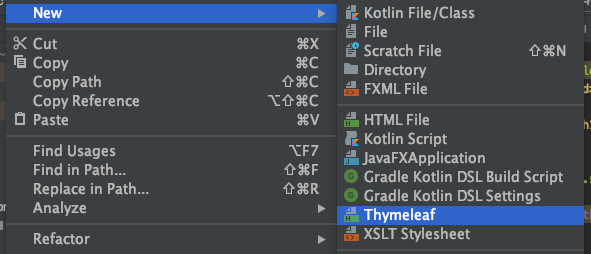 New
Cut ⌘X
Copy ⌘C
Copy Path ⇧⌘C
Copy Reference ⌥⇧⌘C
Paste ⌘V
Find Usages ⌥F7
Find in Path... ⇧⌘F
Replace in Path... ⇧⌘R
Analyze
Refactor
Kotlin File/Class
File
Scratch File ⇧⌘N
Directory
FXML File
HTML File
Kotlin Script
JavaFXApplication
Gradle Kotlin DSL Build Script
Gradle Kotlin DSL Settings
Thymeleaf
XSLT Stylesheet